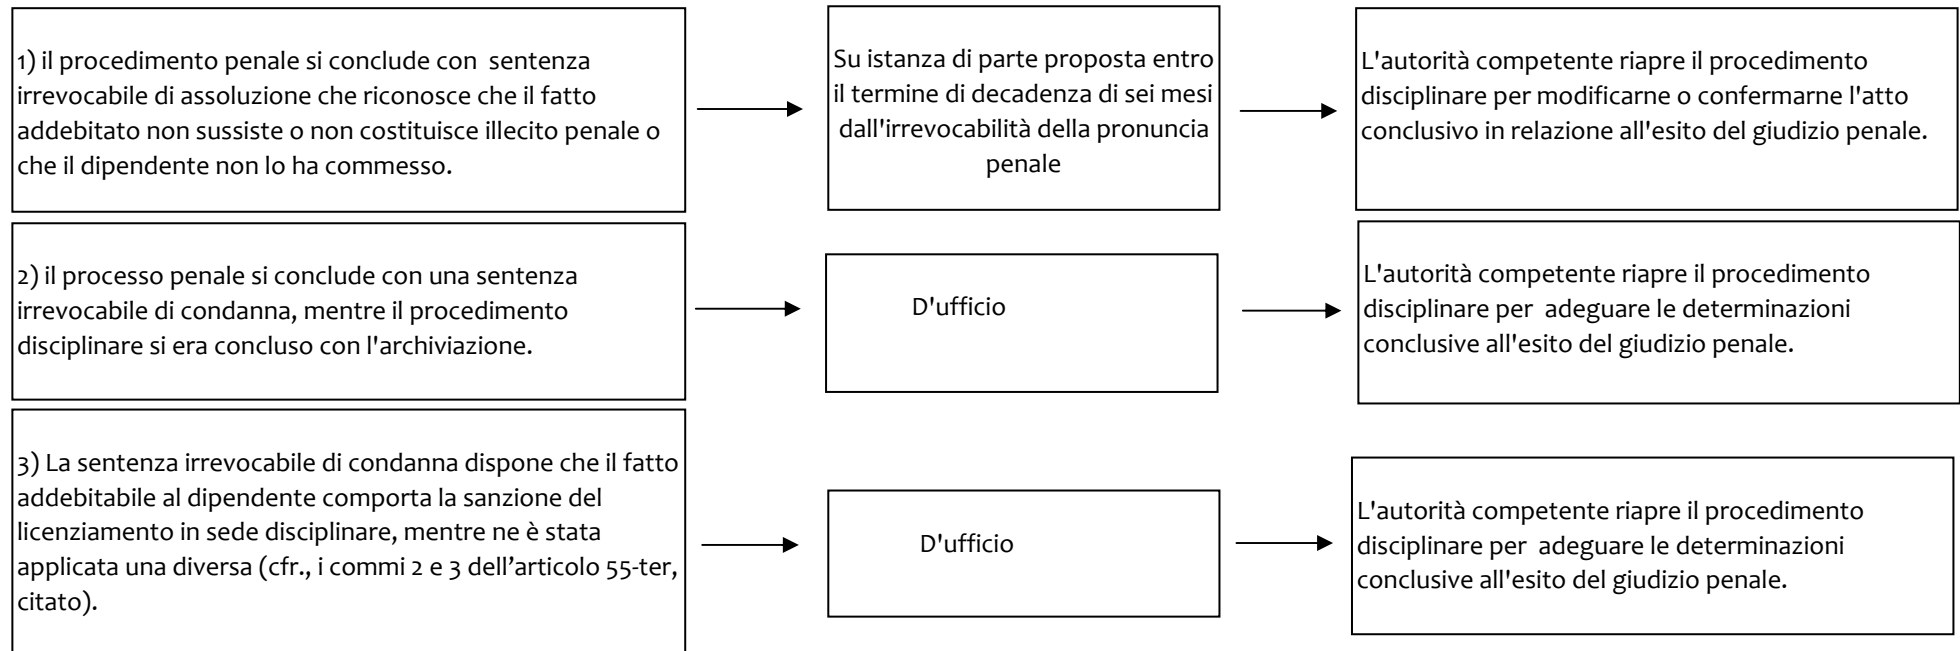 1) il procedimento penale si conclude con sentenza
irrevocabile di assoluzione che riconosce che il fatto
addebitato non sussiste o non costituisce illecito penale o
che il dipendente non lo ha commesso.
Su istanza di parte proposta entro
il termine di decadenza di sei mesi
dall'irrevocabilità della pronuncia
penale
L'autorità competente riapre il procedimento
disciplinare per modificarne o confermarne l'atto
conclusivo in relazione all'esito del giudizio penale.
2) il processo penale si conclude con una sentenza
irrevocabile di condanna, mentre il procedimento
disciplinare si era concluso con l'archiviazione.
D'ufficio
L'autorità competente riapre il procedimento
disciplinare per adeguare le determinazioni
conclusive all'esito del giudizio penale.
3) La sentenza irrevocabile di condanna dispone che il fatto
addebitabile al dipendente comporta la sanzione del
licenziamento in sede disciplinare, mentre ne è stata
applicata una diversa (cfr., i commi 2 e 3 dell’articolo 55-ter,
citato).
D'ufficio
L'autorità competente riapre il procedimento
disciplinare per adeguare le determinazioni
conclusive all'esito del giudizio penale.